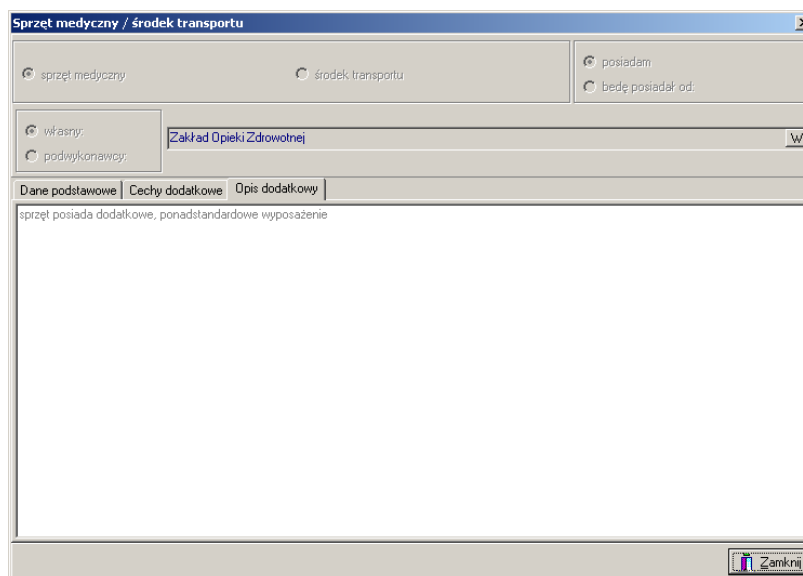 Sprzęt medyczny / środek transportu
sprzęt medyczny
środek transportu
posiadam
będę posiadał od:
własny:
podwykonawcy:
Zakład Opieki Zdrowotnej
W
Dane podstawowe
Cechy dodatkowe
Opis dodatkowy
sprzęt posiada dodatkowe, ponadstandardowe wyposażenie
Zamknij